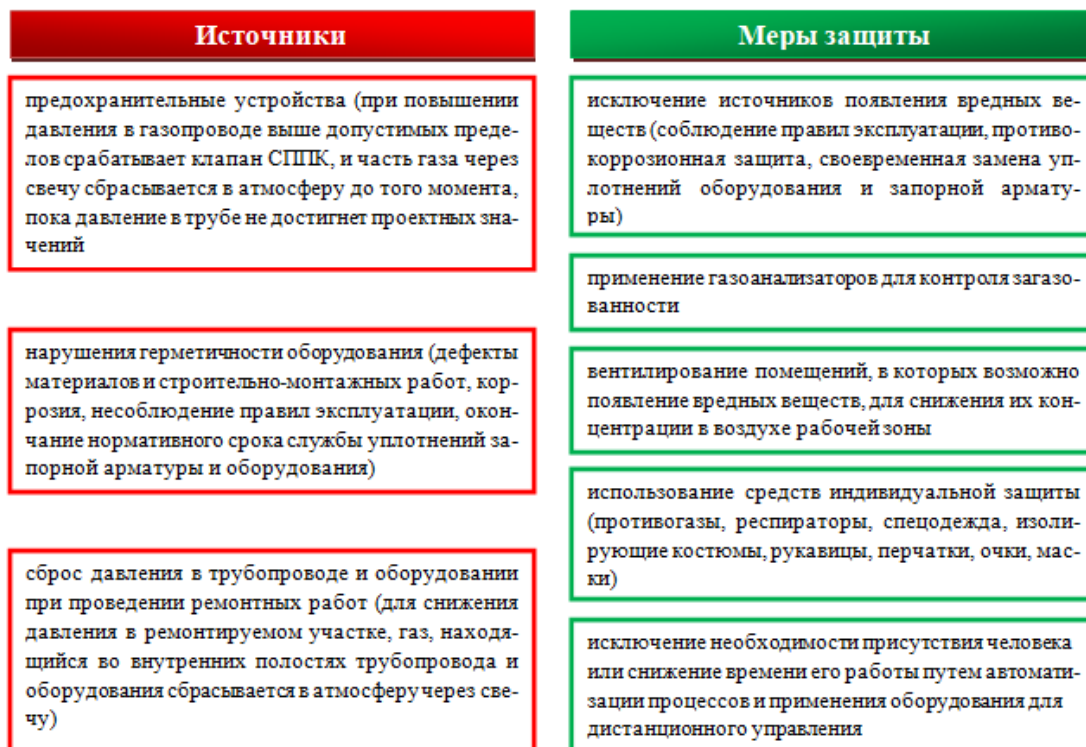 Источники
предохранительные устройства (при повышении
давления в газопроводе выше допустимых преде-
лов срабатывает клапан СППК, и часть газа через
свечу сбрасывается в атмосферу до того момента,
пока давление в трубе не достигнет проектных зна-
чений
нарушения герметичности оборудования (дефекты
материалов и строительно-монтажных работ, кор-
розия, несоблюдение правил эксплуатации, окон-
чание нормативного срока службы уплотнений за-
порной арматуры и оборудования)
сброс давления в трубопроводе и оборудовании
при проведении ремонтных работ (для снижения
давления в ремонтируемом участке, газ, находя-
щийся во внутренних полостях трубопровода и
оборудования сбрасывается в атмосферу через све-
чу)
Меры защиты
исключение источников появления вредных ве-
ществ (соблюдение правил эксплуатации, противо-
коррозионная защита, своевременная замена уп-
лотнений оборудования и запорной армату-
ры)
применение газоанализаторов для контроля загазо-
ванности
вентилирование помещений, в которых возможно
появление вредных веществ, для снижения их кон-
центрации в воздухе рабочей зоны
использование средств индивидуальной защиты
(противогазы, респираторы, спецодежда, изоли-
рующие костюмы, рукавицы, перчатки, очки, мас-
ки)
исключение необходимости присутствия человека
или снижение времени его работы путем автомати-
зации процессов и применения оборудования для
дистанционного управления